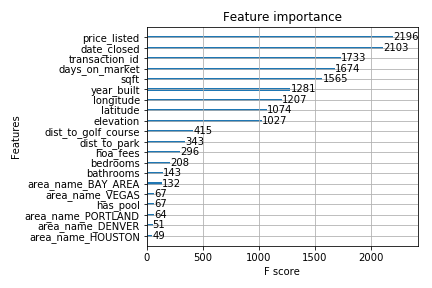 Feature importance
Features
price_listed 2196
date_closed 2103
transaction_id 1733
days_on_market 1674
sqft 1565
year_built 1281
longitude 1207
latitude 1074
elevation 1027
dist_to_golf_course 415
dist_to_park 343
hoa_fees 296
bedrooms 208
bathrooms 143
area_name_BAY_AREA 132
area_name_VEGAS 67
has_pool 67
area_name_PORTLAND 64
area_name_DENVER 51
area_name_HOUSTON 49
0 500 1000 1500 2000
F score